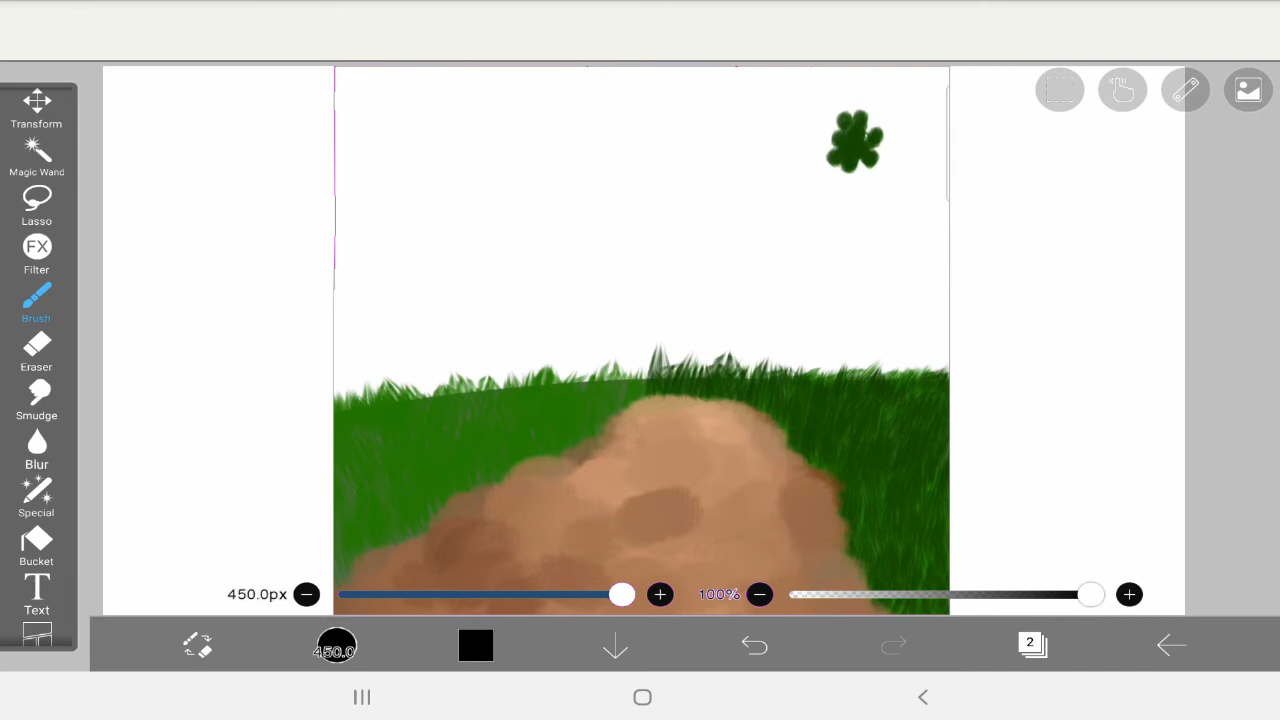 Transform
Magic Wand
Lasso
FX
Filter
Brush
Eraser
Smudge
Blur
Special
Bucket
T
Text
450.0px
100%
450.0
2